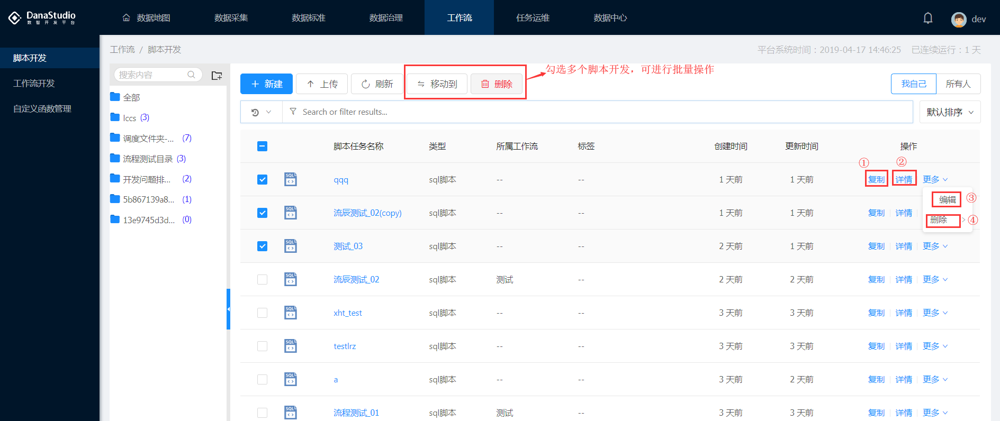 DanaStudio
数智开发平台
数据地图
数据采集
数据标准
数据治理
工作流
任务运维
数据中心
dev
脚本开发
工作流开发
自定义函数管理
工作流 / 脚本开发
平台系统时间：2019-04-17 14:46:25 已连续运行：1 天
搜索内容
全部
lccs (3)
调度文件夹-... (7)
流程测试目录 (3)
开发问题排... (2)
5b867139a8... (1)
13e9745d3d... (0)
新建
上传
刷新
移动到
删除
勾选多个脚本开发，可进行批量操作
我自己
所有人
Search or filter results...
默认排序
脚本任务名称 类型 所属工作流 标签 创建时间 更新时间 操作
① ②
SQL qqq sql脚本 -- -- 1 天前 1 天前 复制 详情 更多
编辑 ③
SQL 流辰测试_02(copy) sql脚本 -- -- 1 天前 1 天前 复制 详情
删除 > ④
SQL 测试_03 sql脚本 -- -- 2 天前 1 天前 复制 详情 更多
SQL 流辰测试_02 sql脚本 测试 -- 2 天前 2 天前 复制 详情 更多
SQL xht_test sql脚本 -- -- 3 天前 3 天前 复制 详情 更多
SQL testlrz sql脚本 -- -- 3 天前 3 天前 复制 详情 更多
SQL a sql脚本 -- -- 3 天前 2 天前 复制 详情 更多
SQL 流程测试_01 sql脚本 测试 -- 3 天前 3 天前 复制 详情 更多